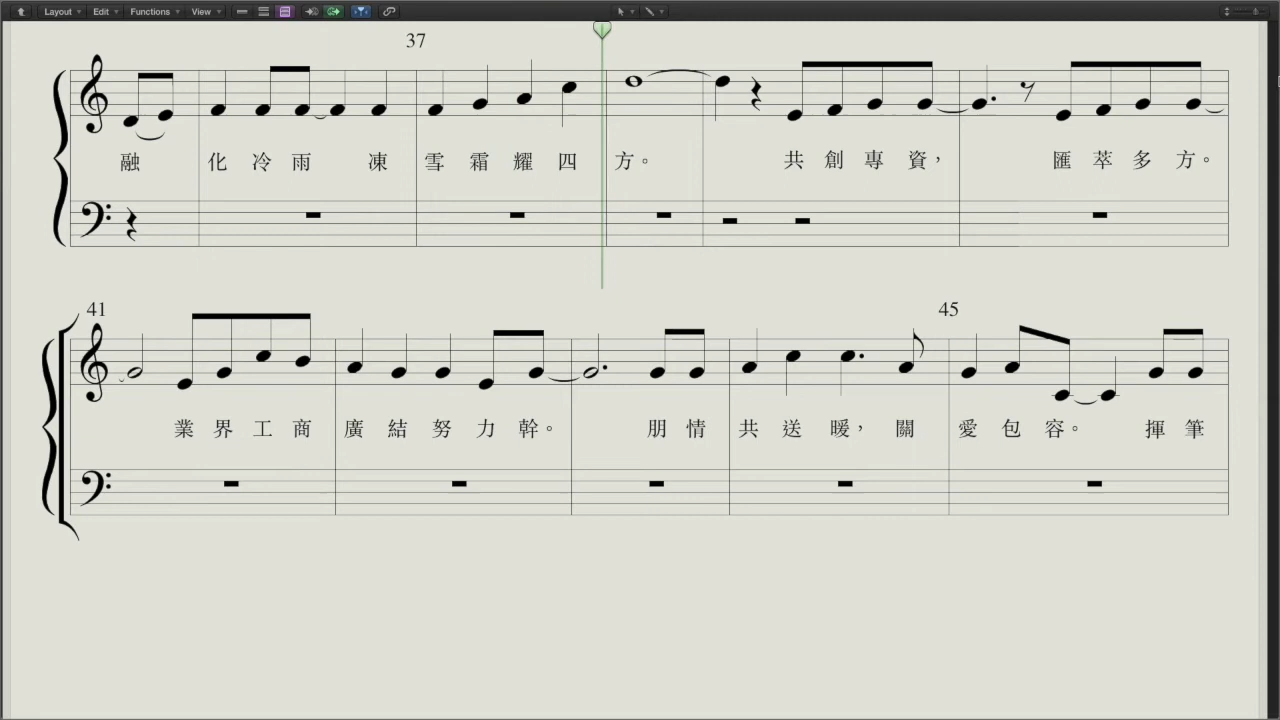 Layout Edit Functions View
37
融 化 冷 雨 凍 雪 霜 耀 四 方。 共 創 專 資， 匯 萃 多 方。
41 45
業 界 工 商 廣 結 努 力 幹。 朋 情 共 送 暖， 關 愛 包 容。 揮 筆